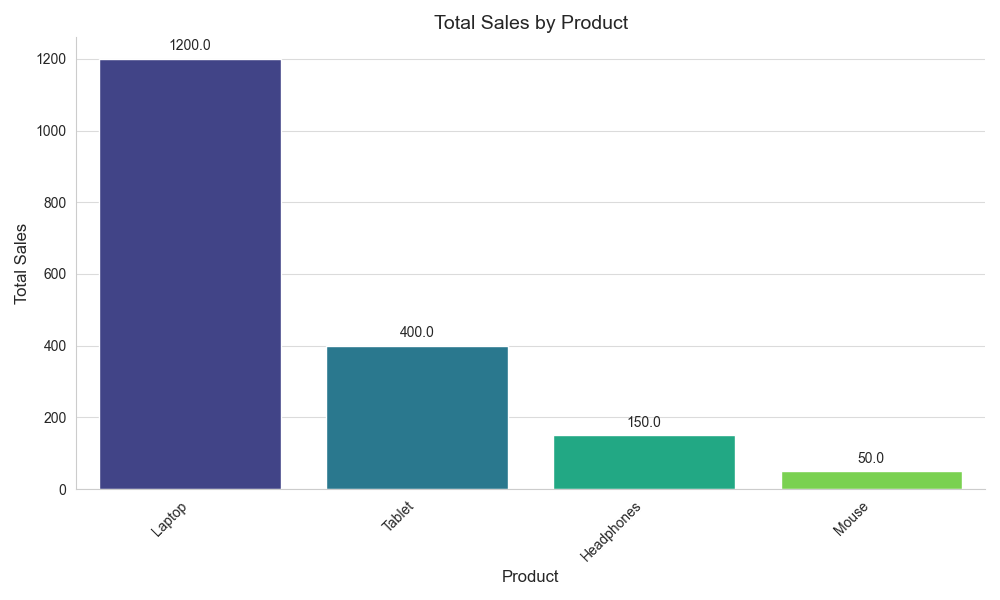 Total Sales by Product
1200.0
400.0
150.0
50.0
1200
1000
800
600
400
200
0
Total Sales
Laptop
Tablet
Headphones
Mouse
Product